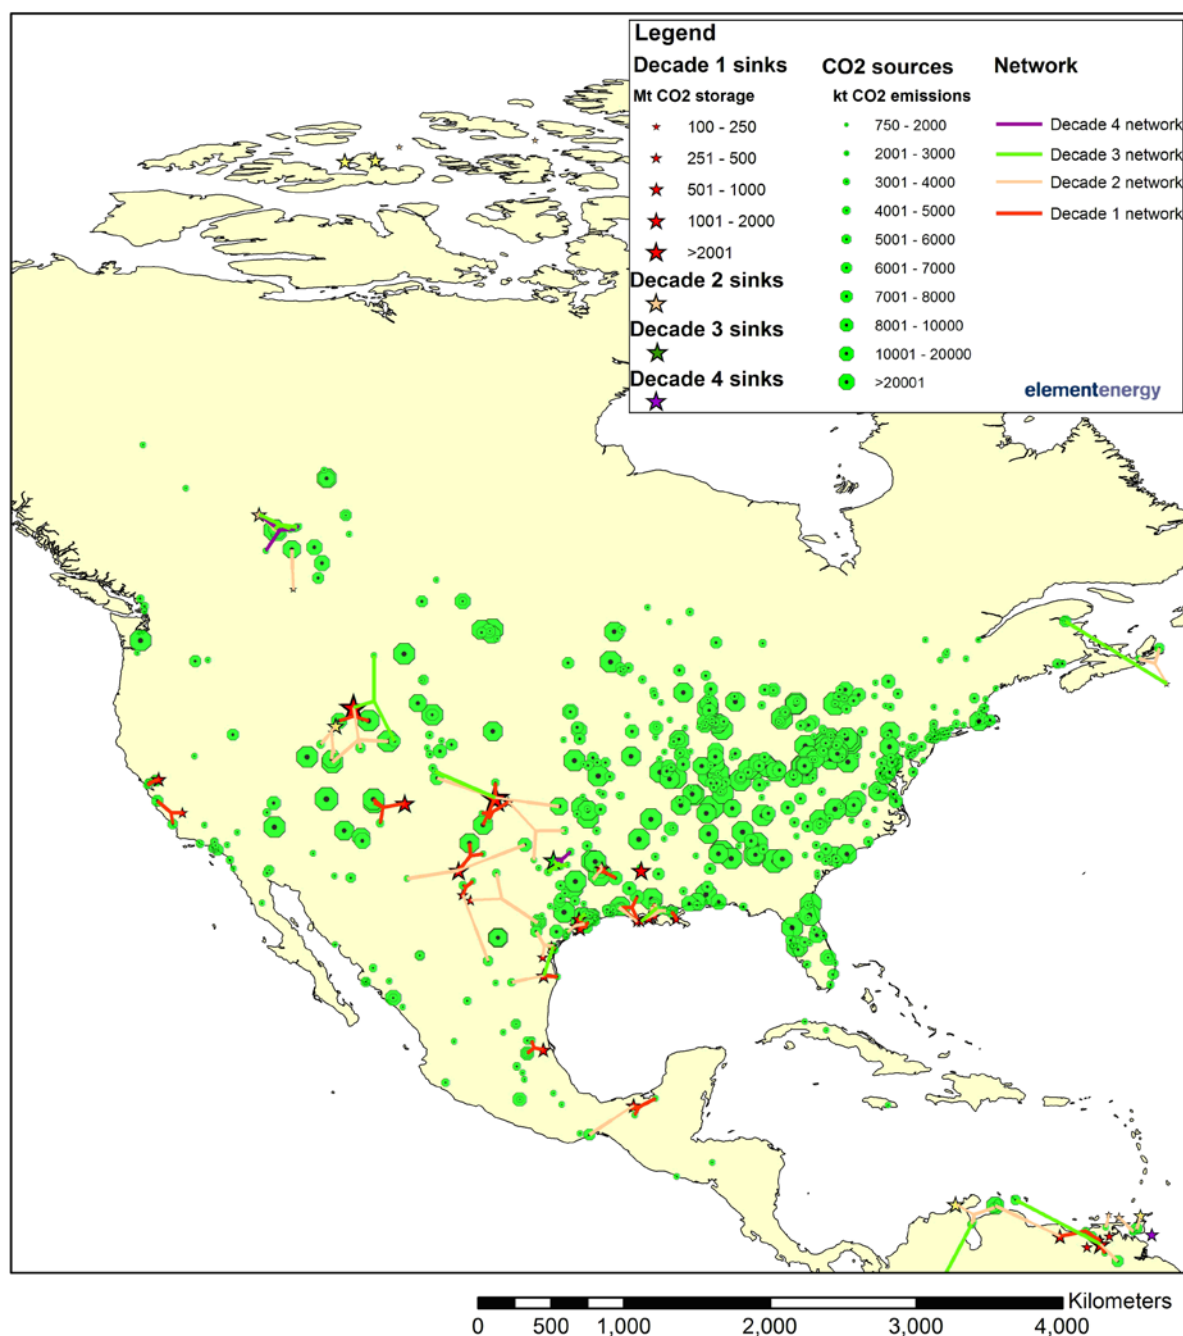 Legend
Decade 1 sinks
Mt CO2 storage
100 - 250
251 - 500
501 - 1000
1001 - 2000
>2001
Decade 2 sinks
Decade 3 sinks
Decade 4 sinks
CO2 sources
kt CO2 emissions
750 - 2000
2001 - 3000
3001 - 4000
4001 - 5000
5001 - 6000
6001 - 7000
7001 - 8000
8001 - 10000
10001 - 20000
>20001
Network
Decade 4 network
Decade 3 network
Decade 2 network
Decade 1 network
elementenergy
Kilometers
0 500 1,000 2,000 3,000 4,000